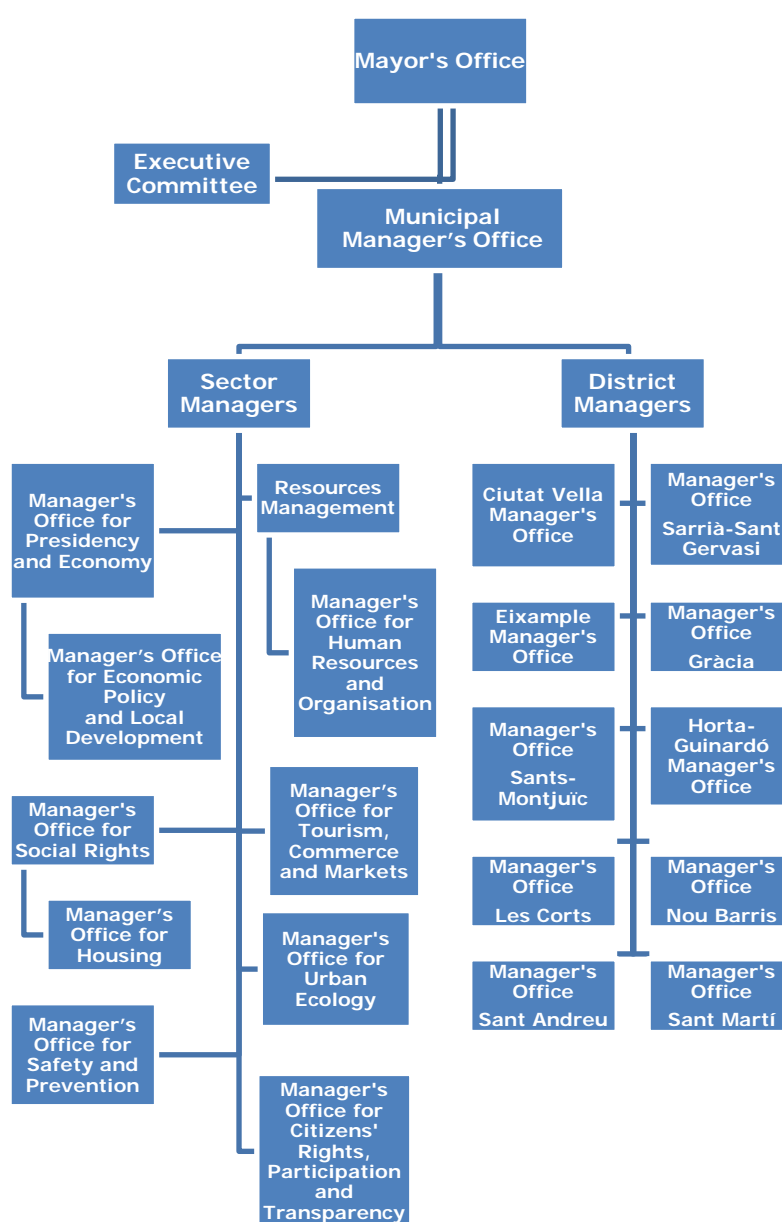 Mayor's Office
Executive
Committee
Municipal
Manager’s Office
Sector
Managers
District
Managers
Manager's
Office for
Presidency
and Economy
Resources
Management
Manager’s Office
for Economic
Policy
and Local
Development
Manager's
Office for
Human
Resources
and
Organisation
Manager's
Office for
Social Rights
Manager’s
Office for
Tourism,
Commerce
and Markets
Manager’s
Office for
Housing
Manager's
Office for
Urban
Ecology
Manager’s
Office for
Safety and
Prevention
Manager's
Office for
Citizens'
Rights,
Participation
and
Transparency
Ciutat Vella
Manager's
Office
Manager's
Office
Sarrià-Sant
Gervasi
Eixample
Manager's
Office
Manager's
Office
Gràcia
Manager's
Office
Sants-
Montjuïc
Horta-
Guinardó
Manager's
Office
Manager's
Office
Les Corts
Manager's
Office
Nou Barris
Manager's
Office
Sant Andreu
Manager's
Office
Sant Martí